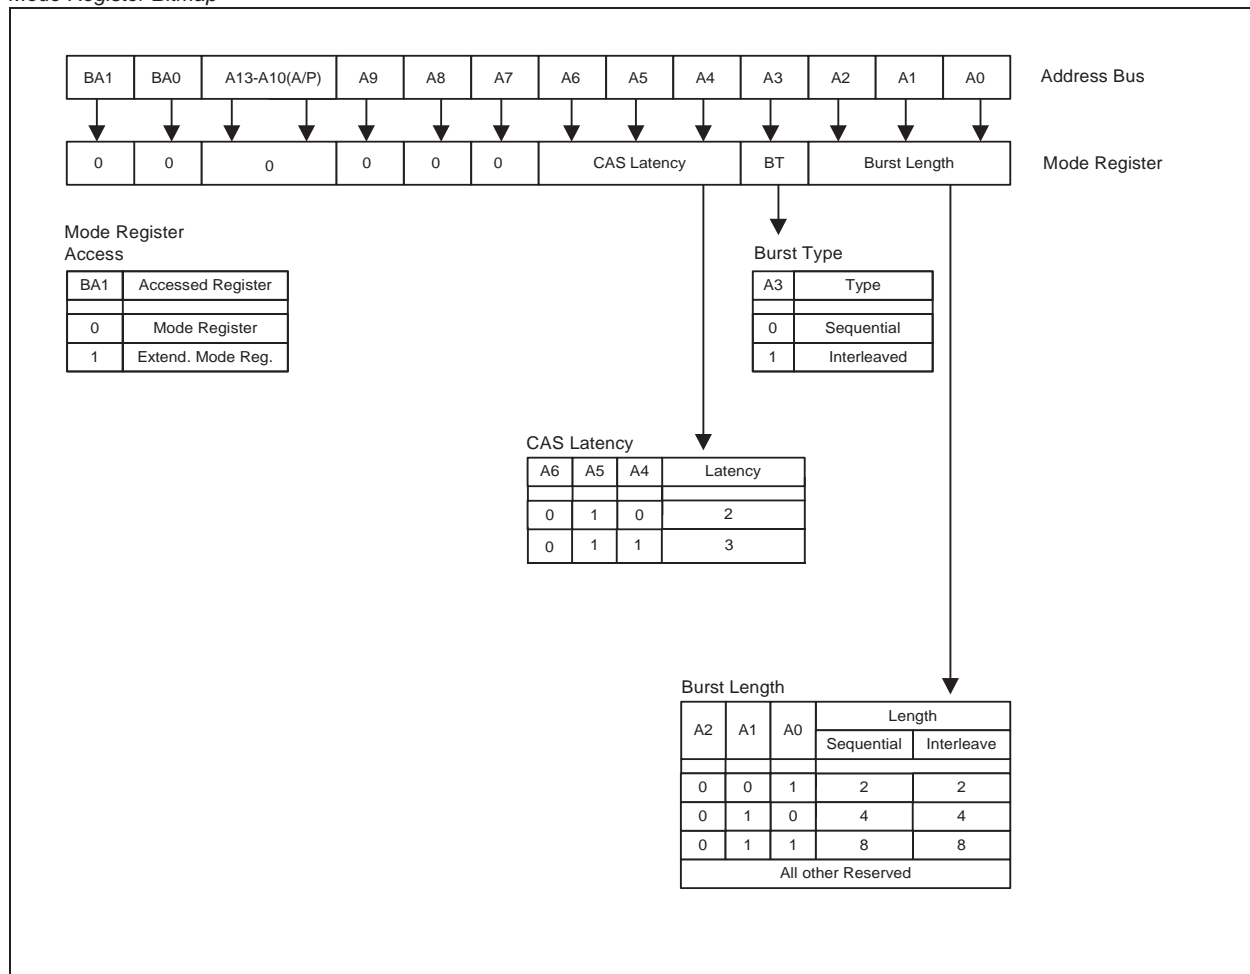 Mode Register Bitmap
BA1 BA0 A13-A10(A/P) A9 A8 A7 A6 A5 A4 A3 A2 A1 A0 Address Bus
0 0 0 0 0 0 CAS Latency BT Burst Length Mode Register
Mode Register
Access
BA1 Accessed Register
0 Mode Register
1 Extend. Mode Reg.
Burst Type
A3 Type
0 Sequential
1 Interleaved
CAS Latency
A6 A5 A4 Latency
0 1 0 2
0 1 1 3
Burst Length
A2 A1 A0 Length
Sequential Interleave
0 0 1 2 2
0 1 0 4 4
0 1 1 8 8
All other Reserved